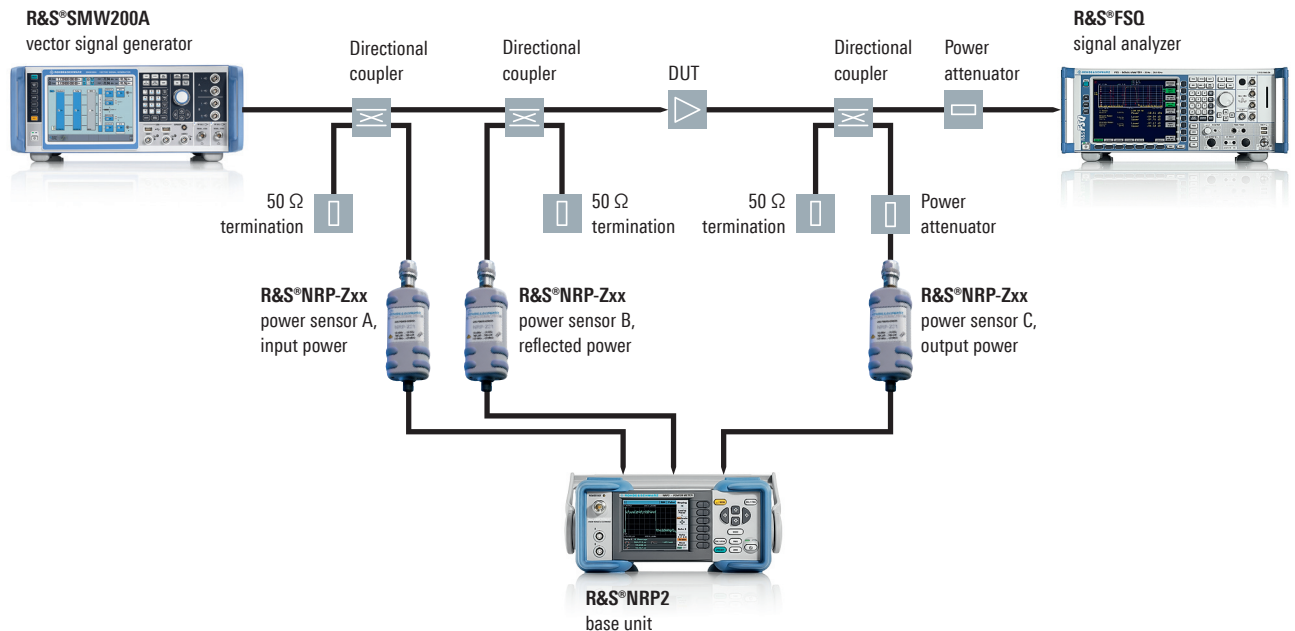 R&S®SMW200A
vector signal generator
Directional
coupler
Directional
coupler
DUT
Directional
coupler
Power
attenuator
R&S®FSQ
signal analyzer
50 Ω
termination
50 Ω
termination
50 Ω
termination
Power
attenuator
R&S®NRP-Zxx
power sensor A,
input power
R&S®NRP-Zxx
power sensor B,
reflected power
R&S®NRP-Zxx
power sensor C,
output power
R&S®NRP2
base unit